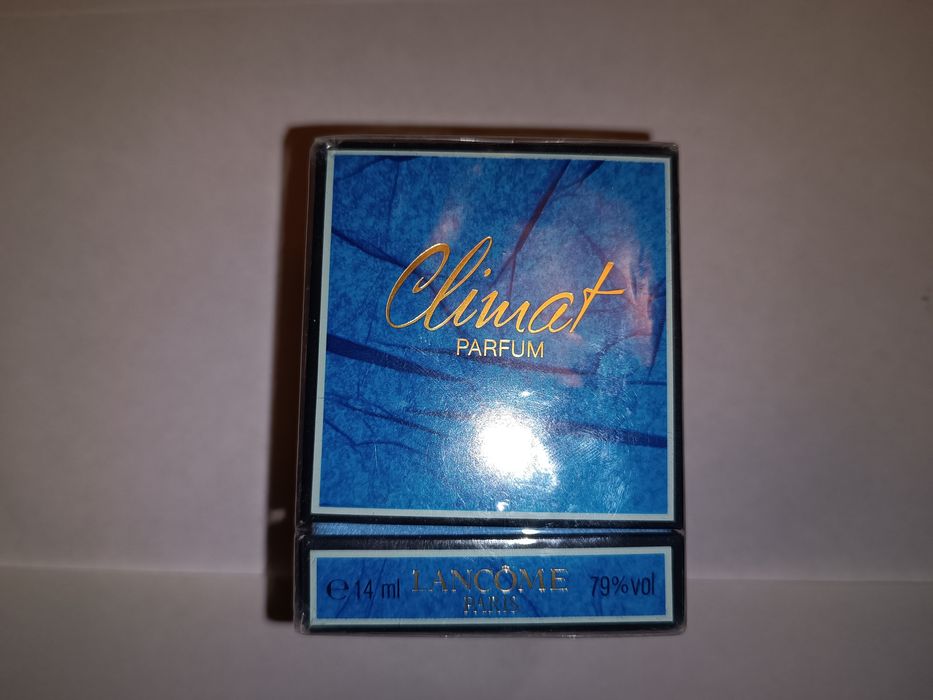 Climat
PARFUM
℮ 14 ml LANCÔME 79% vol
PARIS